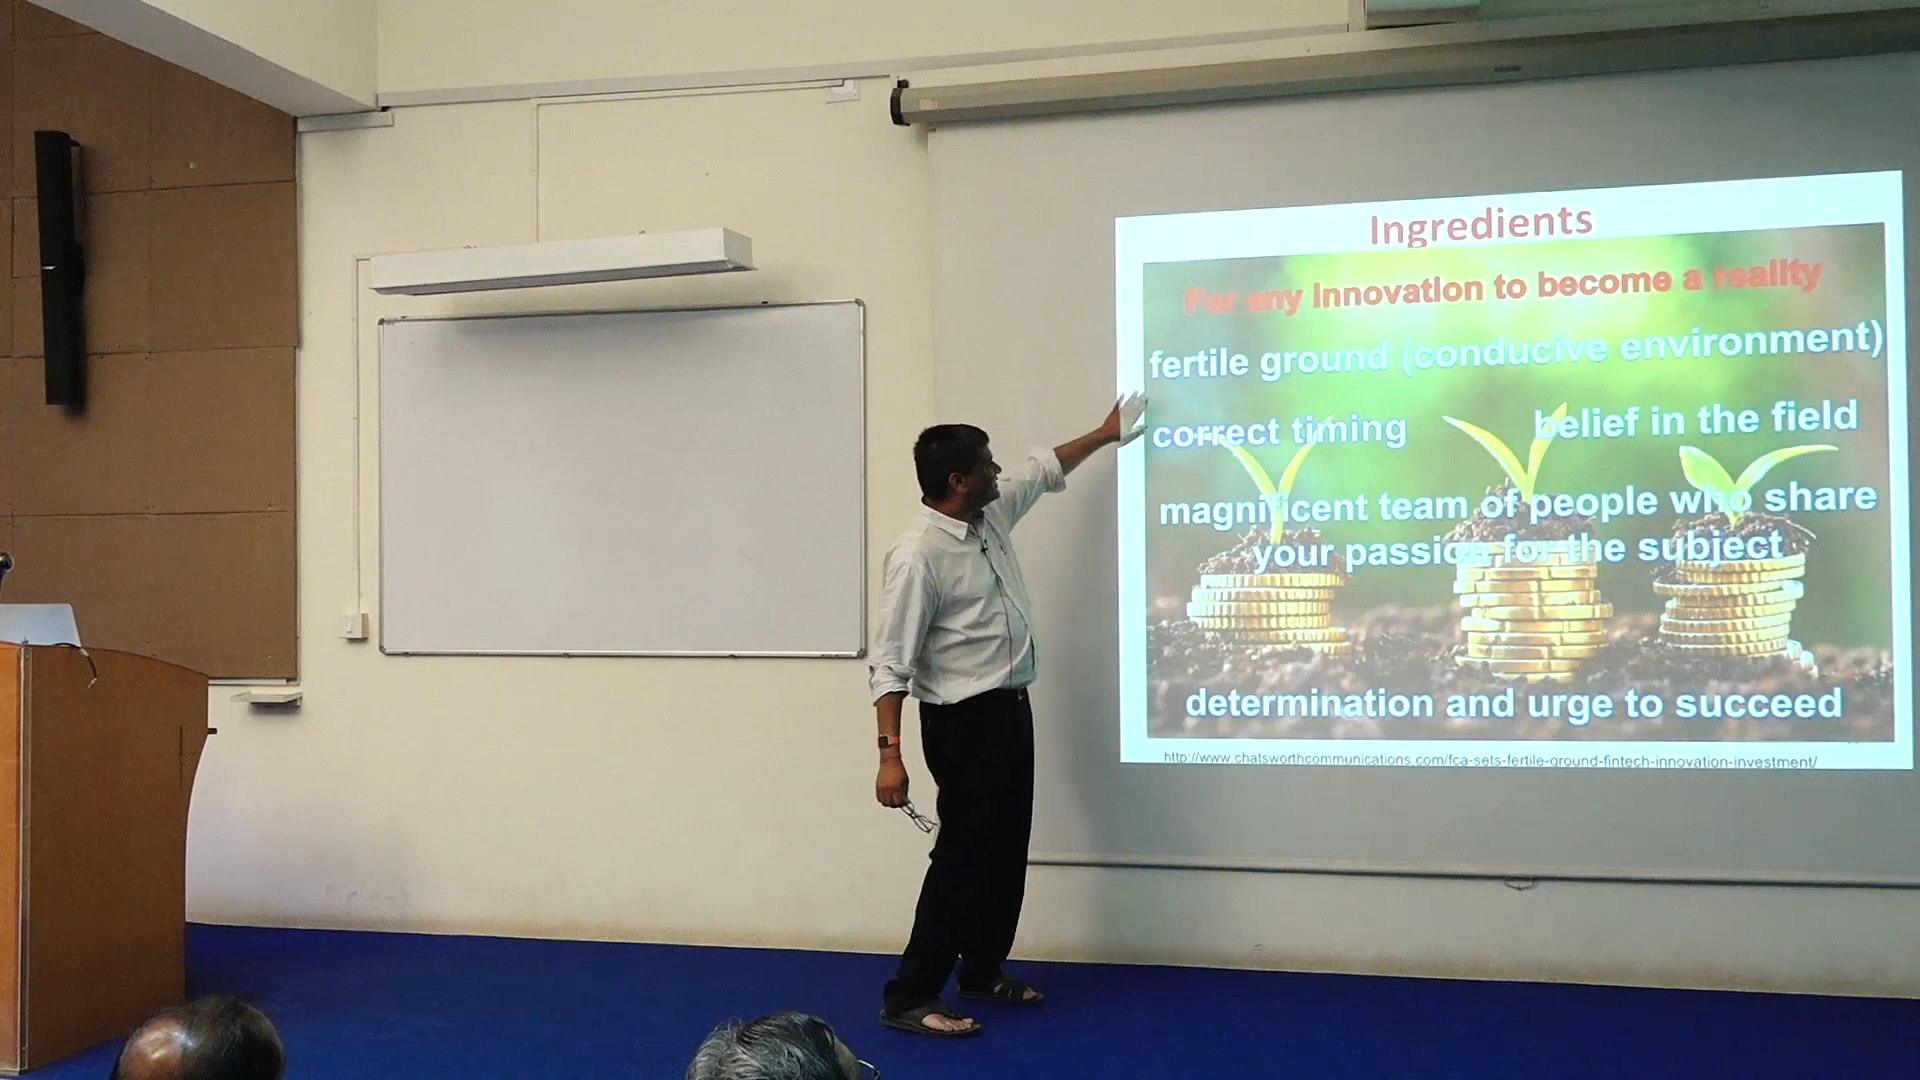 Ingredients
For any Innovation to become a reality
fertile ground (conducive environment)
correct timing
belief in the field
magnificent team of people who share
your passion for the subject
determination and urge to succeed
http://www.chatsworthcommunications.com/fca-sets-fertile-ground-fintech-innovation-investment/